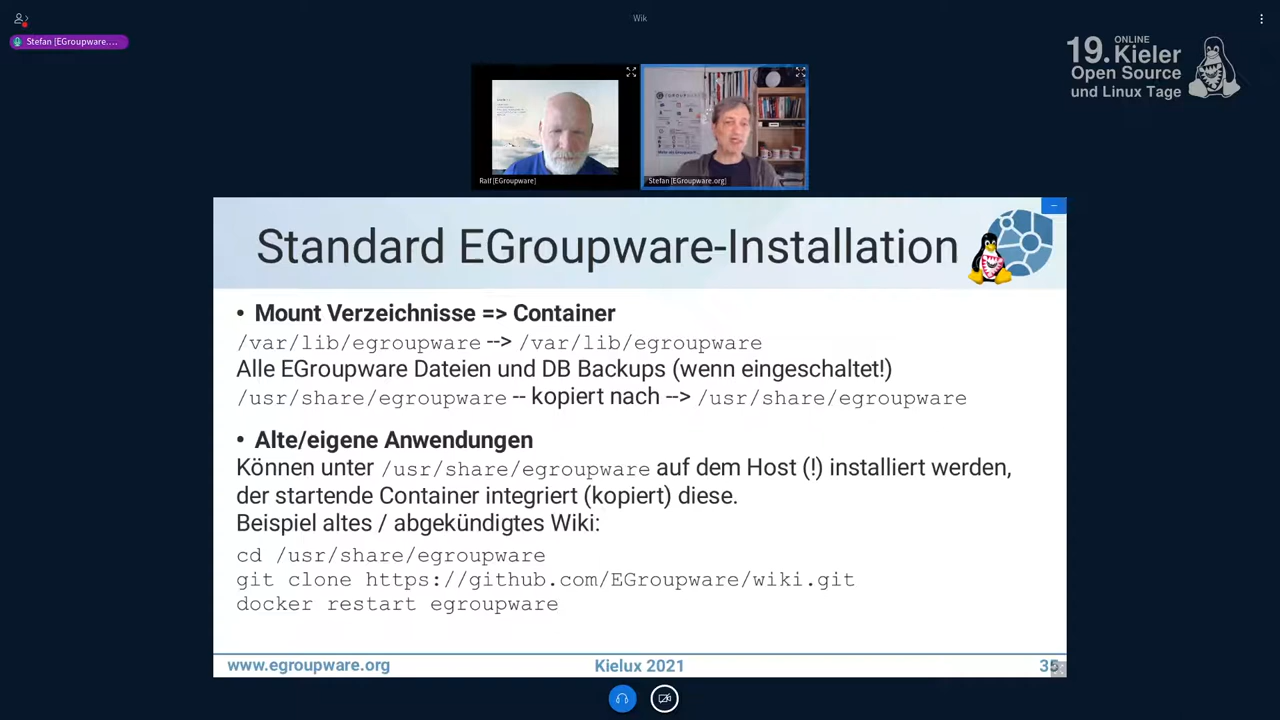 Wik
Stefan [EGroupware....
ONLINE
19. Kieler
Open Source
und Linux Tage
Ralf [EGroupware]
Stefan [EGroupware.org]
Standard EGroupware-Installation
• Mount Verzeichnisse => Container
/var/lib/egroupware --> /var/lib/egroupware
Alle EGroupware Dateien und DB Backups (wenn eingeschaltet!)
/usr/share/egroupware -- kopiert nach --> /usr/share/egroupware
• Alte/eigene Anwendungen
Können unter /usr/share/egroupware auf dem Host (!) installiert werden,
der startende Container integriert (kopiert) diese.
Beispiel altes / abgekündigtes Wiki:
cd /usr/share/egroupware
git clone https://github.com/EGroupware/wiki.git
docker restart egroupware
www.egroupware.org
Kielux 2021
35